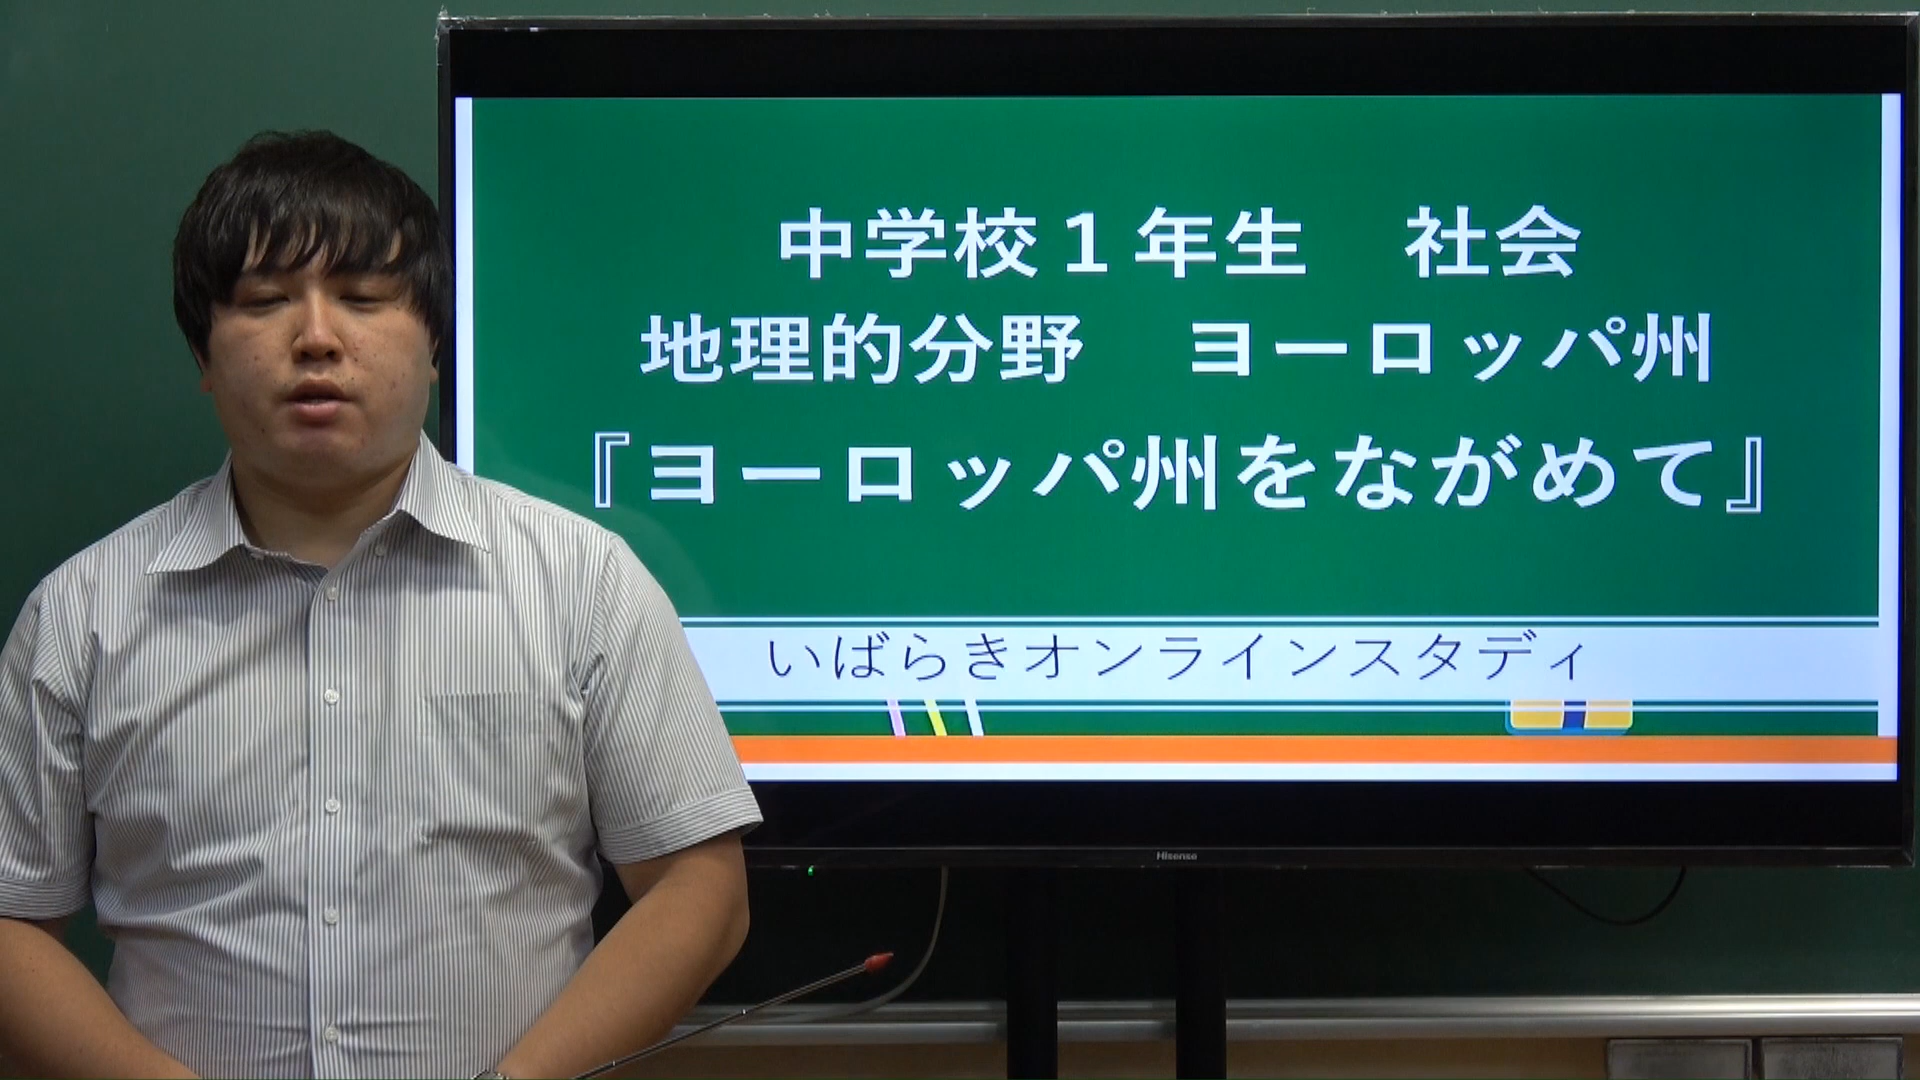 中学校１年生　社会
地理的分野　ヨーロッパ州
『ヨーロッパ州をながめて』
いばらきオンラインスタディ
Hisense